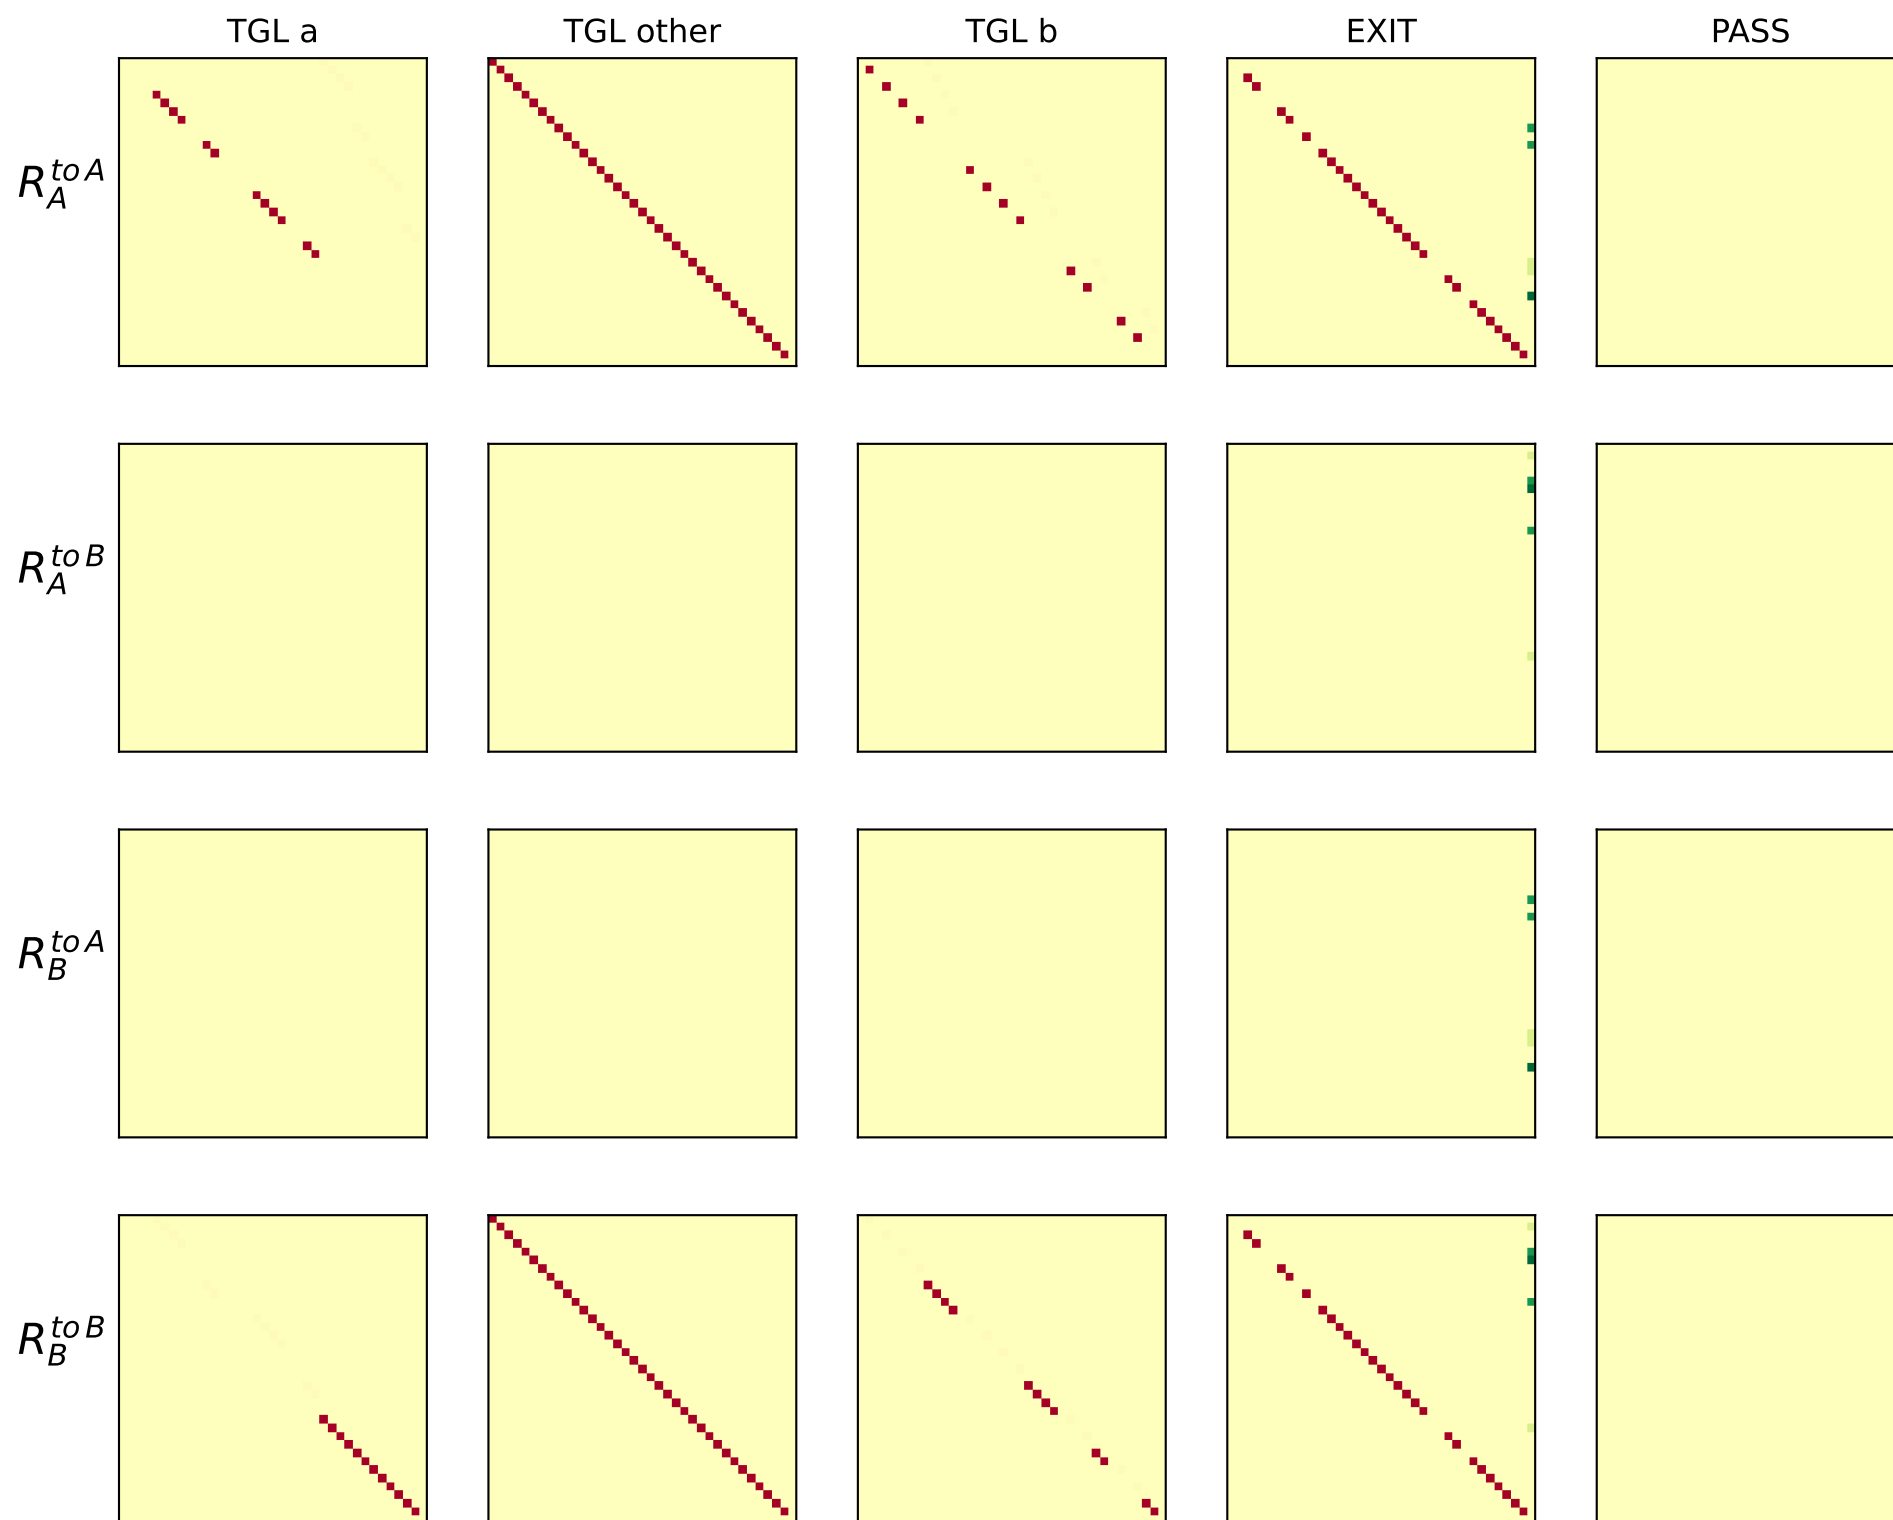 TGL a TGL other TGL b EXIT PASS
R_A^{to A}
R_A^{to B}
R_B^{to A}
R_B^{to B}